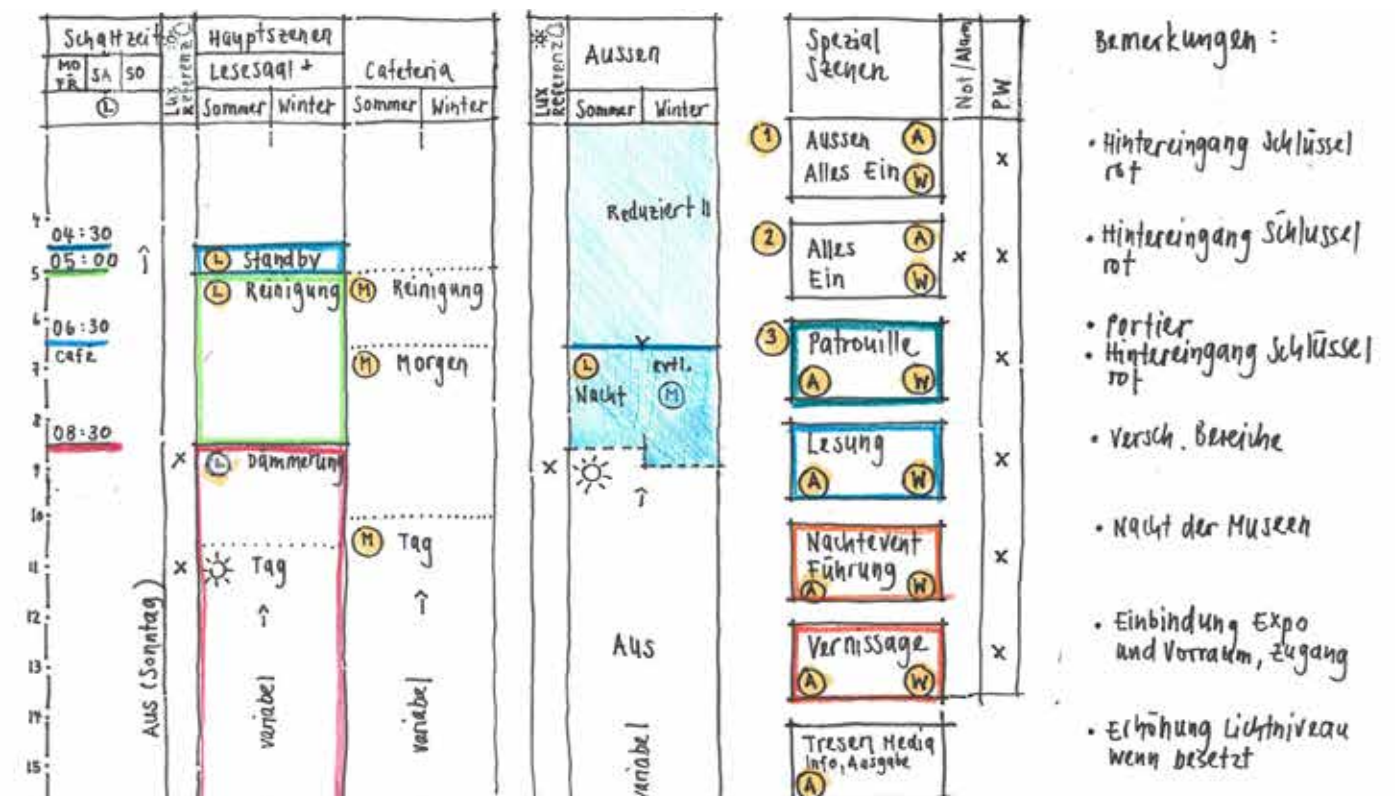 Schaltzeit
MO
FR
SA
SO
L
Lux
Referenz
Hauptszenen
Lesesaal +
Cafeteria
Sommer
Winter
Sommer
Winter
Lux
Referenz
Aussen
Sommer
Winter
Spezial
Szenen
Not/Alarm
PW
4
04:30
05:00
5
6
06:30
Café
7
8
08:30
9
10
11
12
13
14
15
Aus (Sonntag)
x
x
L Standby
L Reinigung
L Dämmerung
Tag
variabel
M Reinigung
M Morgen
M Tag
variabel
x
Reduziert II
L
Nacht
evtl.
M
Aus
variabel
1
Aussen A
Alles Ein W
x
2
Alles A
Ein W
x x
3
Patrouille
A W
x
Lesung
A W
x
Nachtevent
Führung
A W
x
Vernissage
A W
x
Tresen Media
Info, Ausgabe
A
Bemerkungen:
• Hintereingang Schlüssel
rot
• Hintereingang Schlüssel
rot
• Portier
• Hintereingang Schlüssel
rot
• Versch. Bereiche
• Nacht der Museen
• Einbindung Expo
und Vorraum, Zugang
• Erhöhung Lichtniveau
wenn besetzt